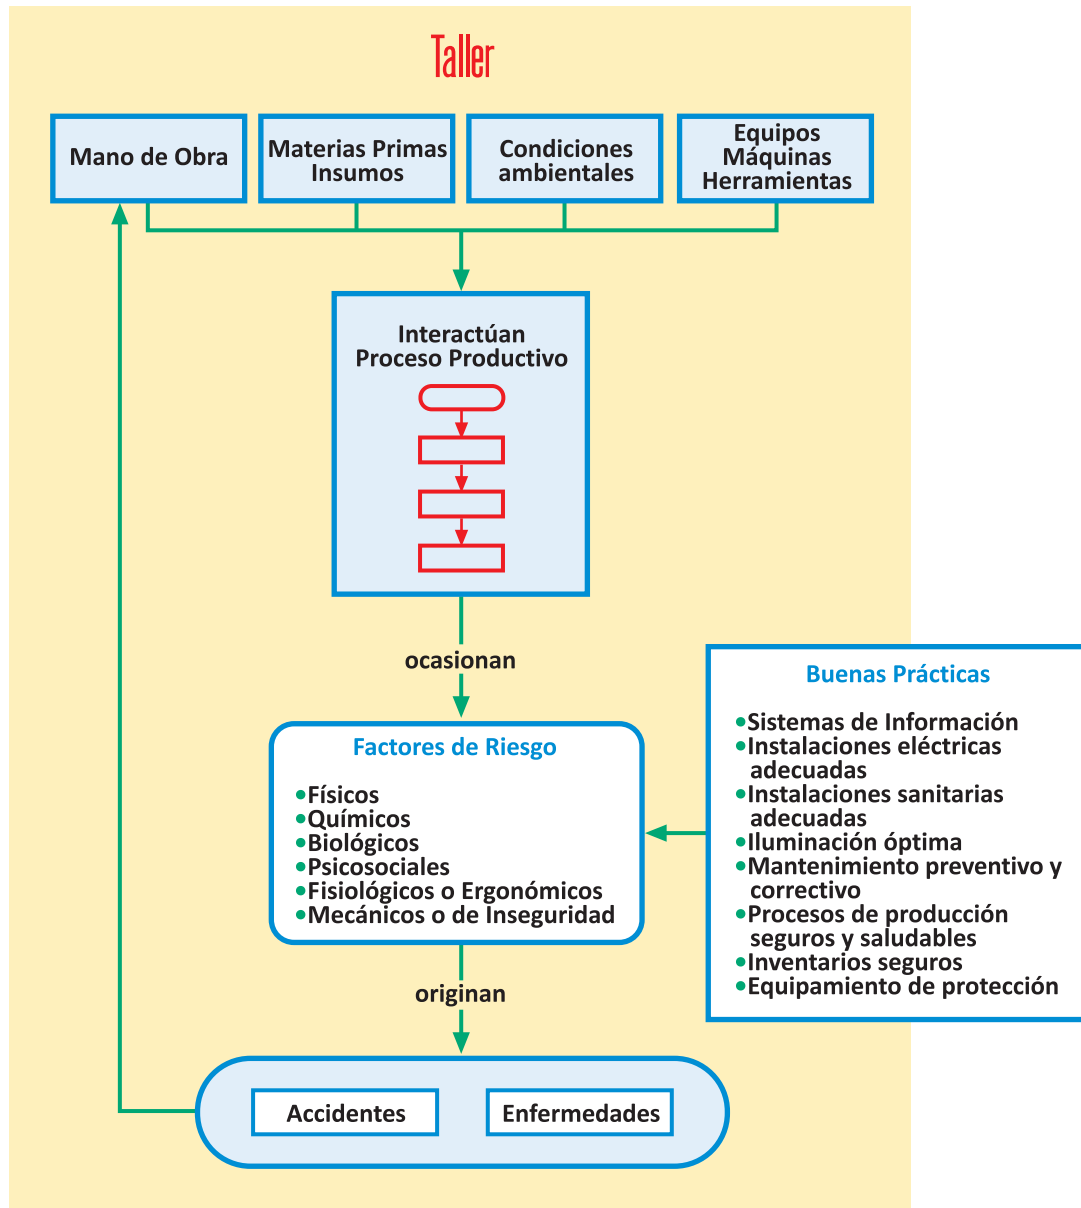 Taller
Mano de Obra
Materias Primas
Insumos
Condiciones
ambientales
Equipos
Máquinas
Herramientas
Interactúan
Proceso Productivo
ocasionan
Factores de Riesgo
•Físicos
•Químicos
•Biológicos
•Psicosociales
•Fisiológicos o Ergonómicos
•Mecánicos o de Inseguridad
Buenas Prácticas
•Sistemas de Información
•Instalaciones eléctricas
adecuadas
•Instalaciones sanitarias
adecuadas
•Iluminación óptima
•Mantenimiento preventivo y
correctivo
•Procesos de producción
seguros y saludables
•Inventarios seguros
•Equipamiento de protección
originan
Accidentes
Enfermedades